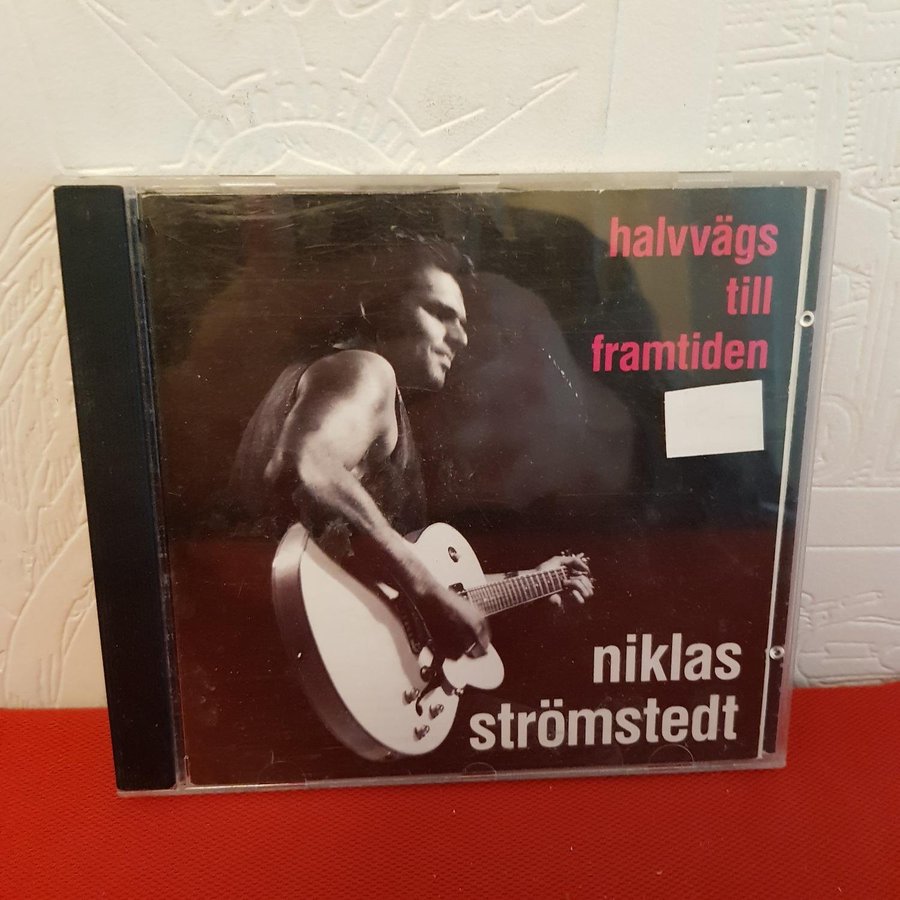 halvvägs
till
framtiden
niklas
strömstedt